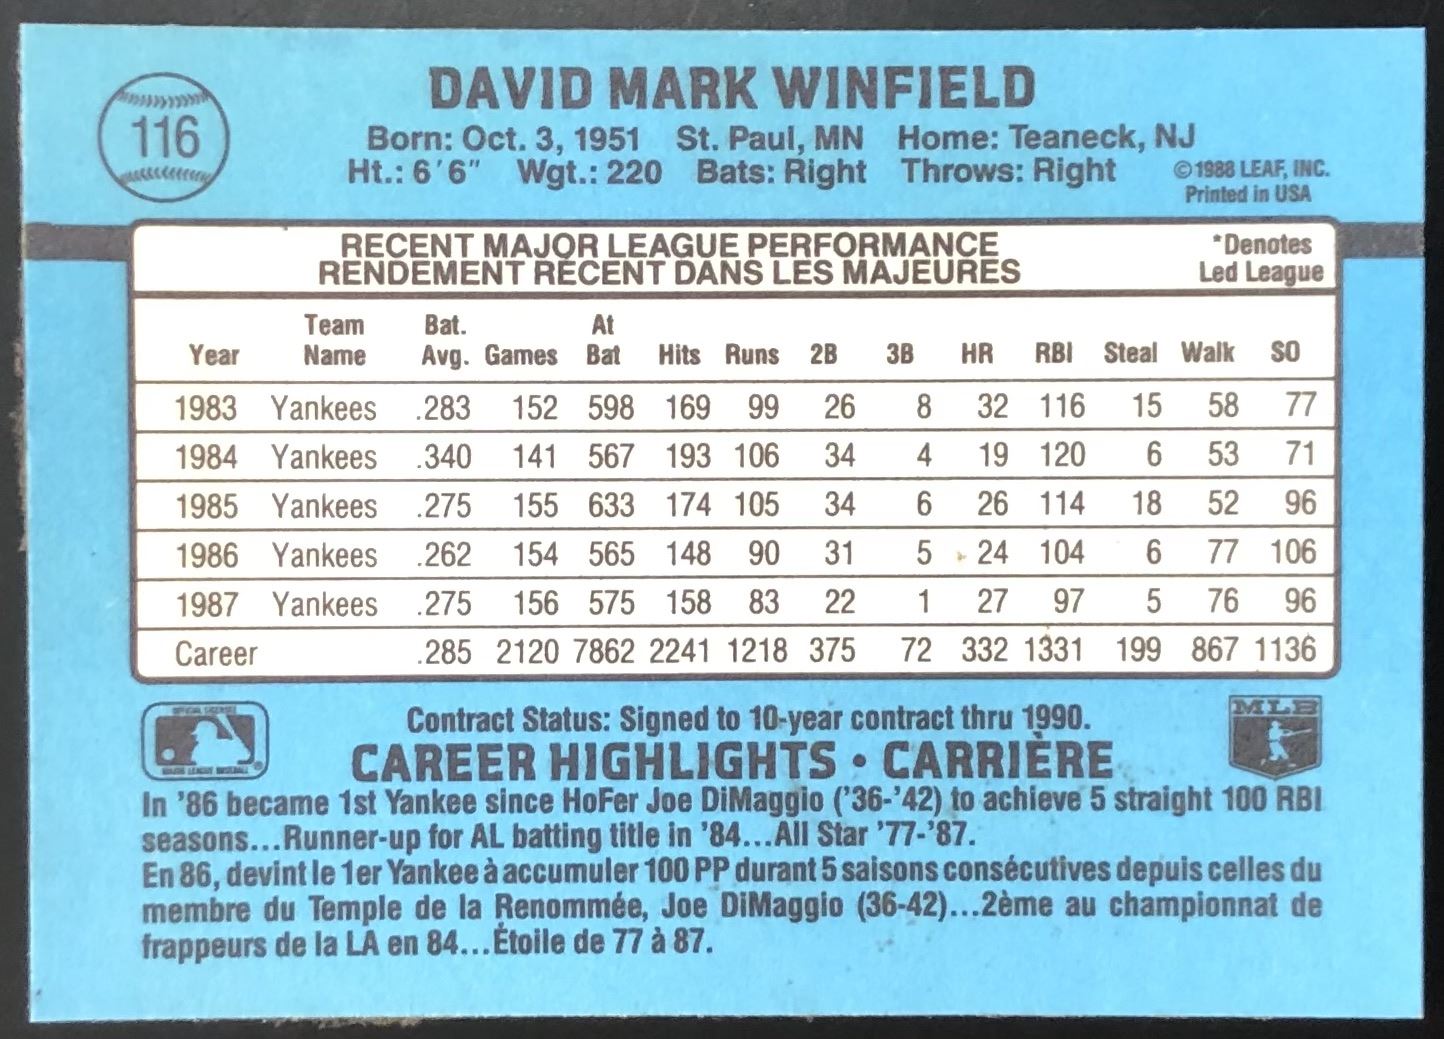 116
DAVID MARK WINFIELD
Born: Oct. 3, 1951 St. Paul, MN Home: Teaneck, NJ
Ht.: 6'6" Wgt.: 220 Bats: Right Throws: Right
©1988 LEAF, INC.
Printed in USA
RECENT MAJOR LEAGUE PERFORMANCE
RENDEMENT RÉCENT DANS LES MAJEURES
*Denotes
Led League
Year Team Name Bat. Avg. Games At Bat Hits Runs 2B 3B HR RBI Steal Walk SO
1983 Yankees .283 152 598 169 99 26 8 32 116 15 58 77
1984 Yankees .340 141 567 193 106 34 4 19 120 6 53 71
1985 Yankees .275 155 633 174 105 34 6 26 114 18 52 96
1986 Yankees .262 154 565 148 90 31 5 24 104 6 77 106
1987 Yankees .275 156 575 158 83 22 1 27 97 5 76 96
Career .285 2120 7862 2241 1218 375 72 332 1331 199 867 1136
Contract Status: Signed to 10-year contract thru 1990.
CAREER HIGHLIGHTS • CARRIÈRE
MLB
In '86 became 1st Yankee since HoFer Joe DiMaggio ('36-'42) to achieve 5 straight 100 RBI
seasons...Runner-up for AL batting title in '84...All Star '77-'87.
En 86, devint le 1er Yankee à accumuler 100 PP durant 5 saisons consécutives depuis celles du
membre du Temple de la Renommée, Joe DiMaggio (36-42)...2ème au championnat de
frappeurs de la LA en 84...Étoile de 77 à 87.